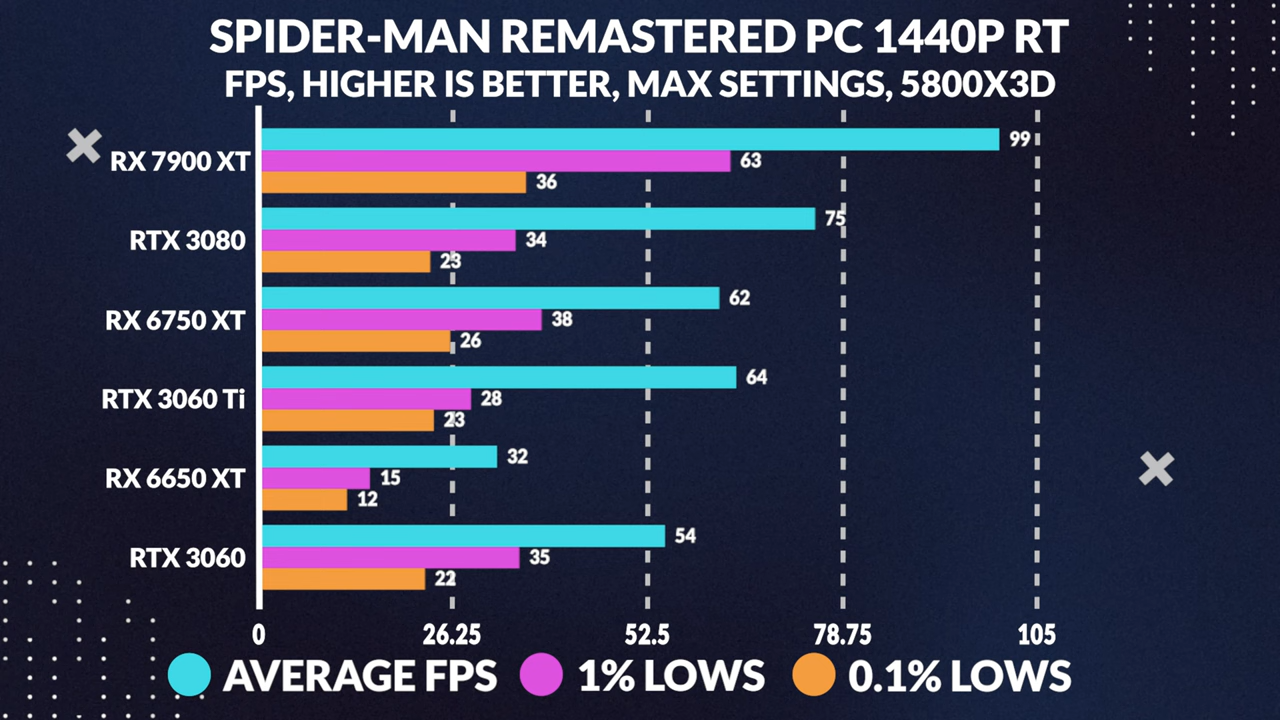 SPIDER-MAN REMASTERED PC 1440P RT
FPS, HIGHER IS BETTER, MAX SETTINGS, 5800X3D
RX 7900 XT
99
63
36
RTX 3080
75
34
23
RX 6750 XT
62
38
26
RTX 3060 Ti
64
28
23
RX 6650 XT
32
15
12
RTX 3060
54
35
22
0 26.25 52.5 78.75 105
AVERAGE FPS 1% LOWS 0.1% LOWS